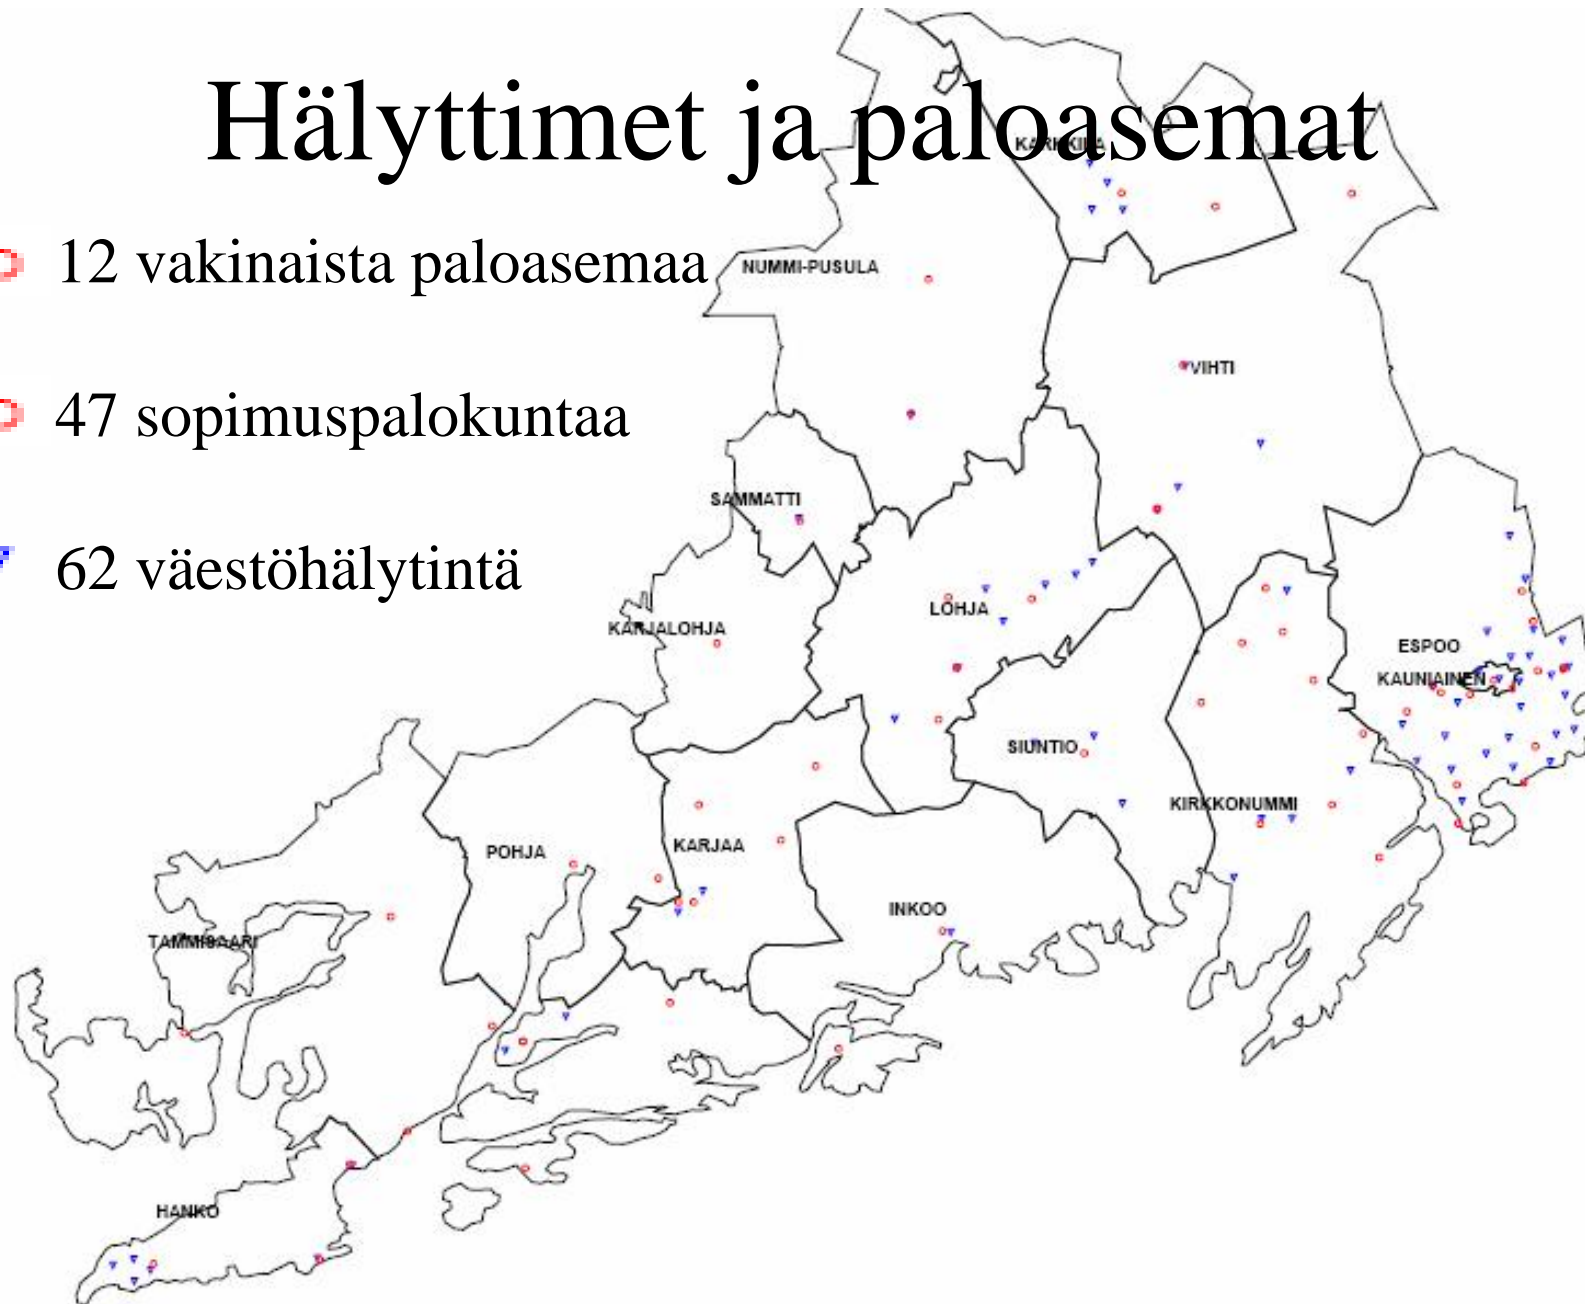 Hälyttimet ja paloasemat
KARKKILA
12 vakinaista paloasemaa
NUMMI-PUSULA
VIHTI
47 sopimuspalokuntaa
SAMMATTI
62 väestöhälytintä
LOHJA
KARJALOHJA
ESPOO
KAUNIAINEN
SIUNTIO
KIRKKONUMMI
KARJAA
POHJA
INKOO
TAMMISAARI
HANKO